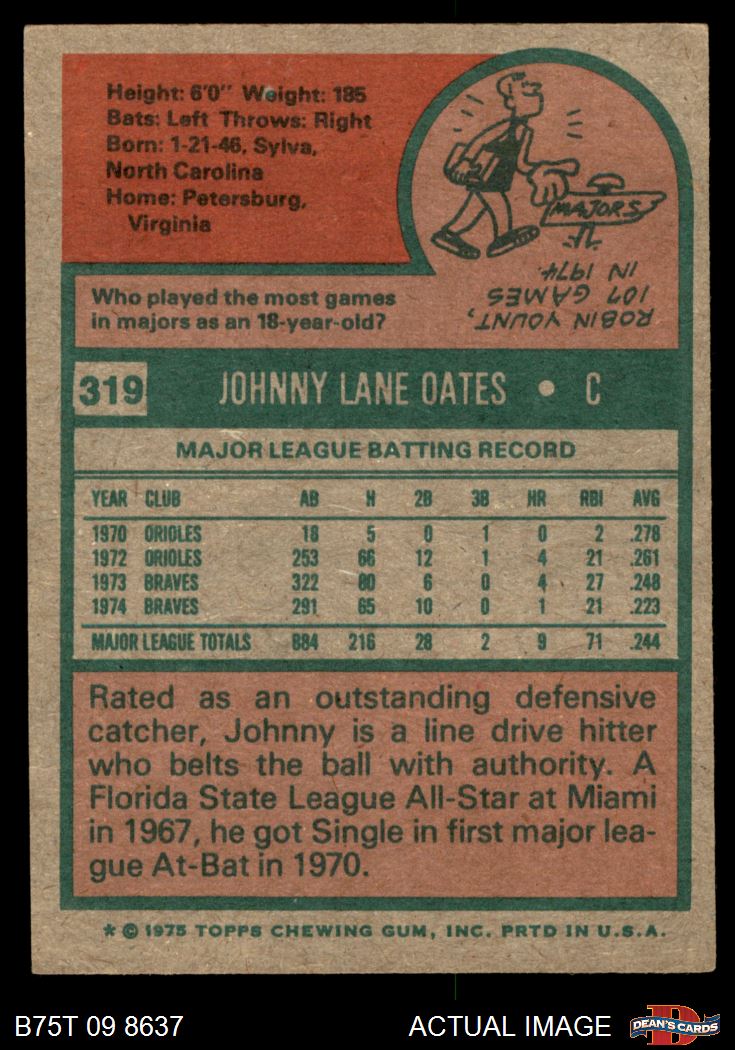 Height: 6'0" Weight: 185
Bats: Left Throws: Right
Born: 1-21-46, Sylva,
North Carolina
Home: Petersburg,
Virginia
MAJORS
Who played the most games
in majors as an 18-year-old?
ROBIN YOUNT,
107 GAMES
IN 1974.
319 JOHNNY LANE OATES • C
MAJOR LEAGUE BATTING RECORD
YEAR CLUB AB H 2B 3B HR RBI AVG
1970 ORIOLES 18 5 0 1 0 2 .278
1972 ORIOLES 253 66 12 1 4 21 .261
1973 BRAVES 322 80 6 0 4 27 .248
1974 BRAVES 291 65 10 0 1 21 .223
MAJOR LEAGUE TOTALS 884 216 28 2 9 71 .244
Rated as an outstanding defensive
catcher, Johnny is a line drive hitter
who belts the ball with authority. A
Florida State League All-Star at Miami
in 1967, he got Single in first major lea-
gue At-Bat in 1970.
* © 1975 TOPPS CHEWING GUM, INC. PRTD IN U.S.A.
B75T 09 8637 ACTUAL IMAGE
D
DEAN'S CARDS